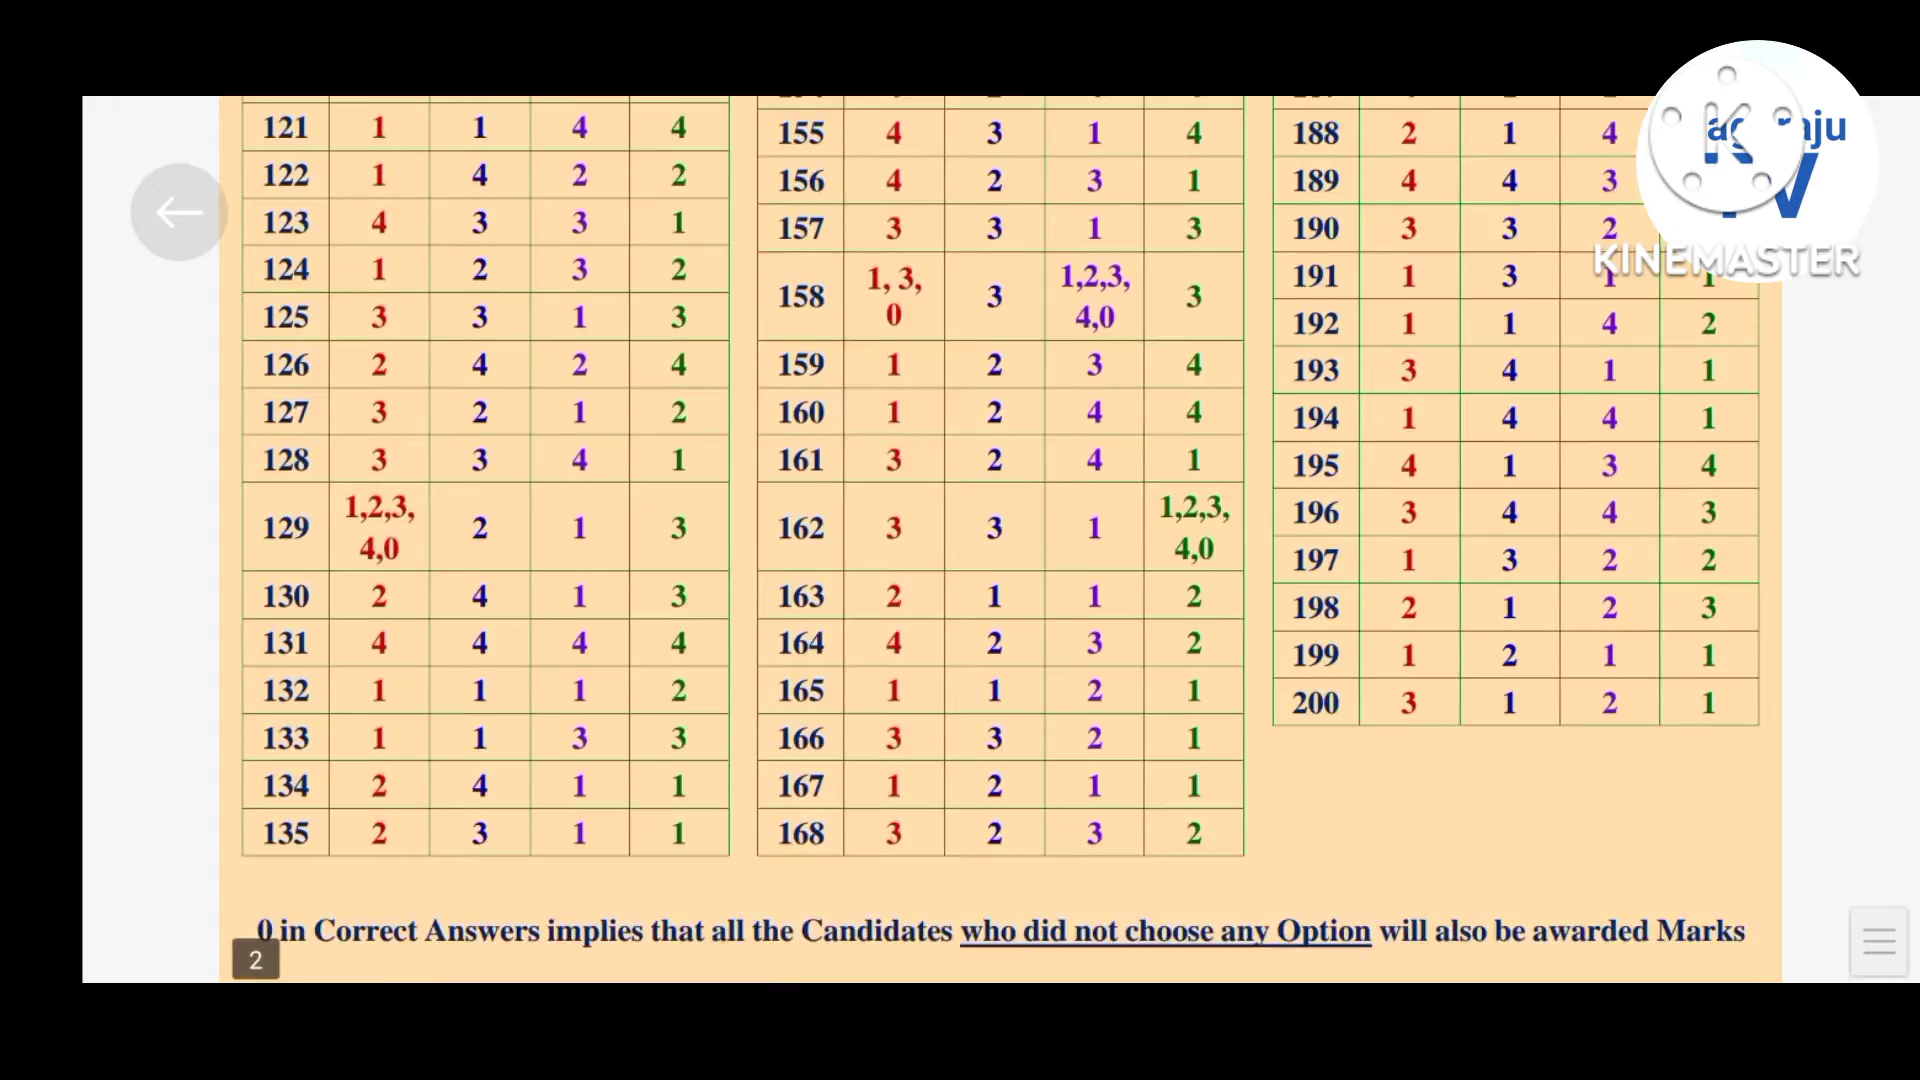 121 1 1 4 4
122 1 4 2 2
123 4 3 3 1
124 1 2 3 2
125 3 3 1 3
126 2 4 2 4
127 3 2 1 2
128 3 3 4 1
129 1,2,3, 4,0 2 1 3
130 2 4 1 3
131 4 4 4 4
132 1 1 1 2
133 1 1 3 3
134 2 4 1 1
135 2 3 1 1
155 4 3 1 4
156 4 2 3 1
157 3 3 1 3
158 1, 3, 0 3 1,2,3, 4,0 3
159 1 2 3 4
160 1 2 4 4
161 3 2 4 1
162 3 3 1 1,2,3, 4,0
163 2 1 1 2
164 4 2 3 2
165 1 1 2 1
166 3 3 2 1
167 1 2 1 1
168 3 2 3 2
188 2 1 4
189 4 4 3
190 3 3 2
191 1 3 1 1
192 1 1 4 2
193 3 4 1 1
194 1 4 4 1
195 4 1 3 4
196 3 4 4 3
197 1 3 2 2
198 2 1 2 3
199 1 2 1 1
200 3 1 2 1
0 in Correct Answers implies that all the Candidates who did not choose any Option will also be awarded Marks
2
K
KINEMASTER